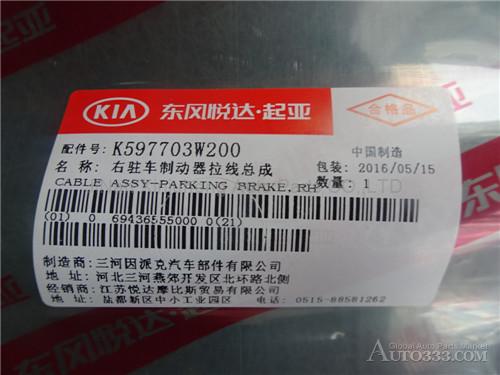 KIA 东风悦达·起亚
合格品
配件号: K597703W200
中国制造
名 称: 右驻车制动器拉线总成
包装: 2016/05/15
CABLE ASSY-PARKING BRAKE,RH
数量: 1
(01) 0 69436555000 0(21)
制造商: 三河因派克汽车部件有限公司
地 址: 河北三河燕郊开发区北环路北侧
经销商: 江苏悦达摩比斯贸易有限公司
地 址: 盐都新区中小工业园区 电话: 0515-88581262
Global Auto Parts Market
AUTO333.com